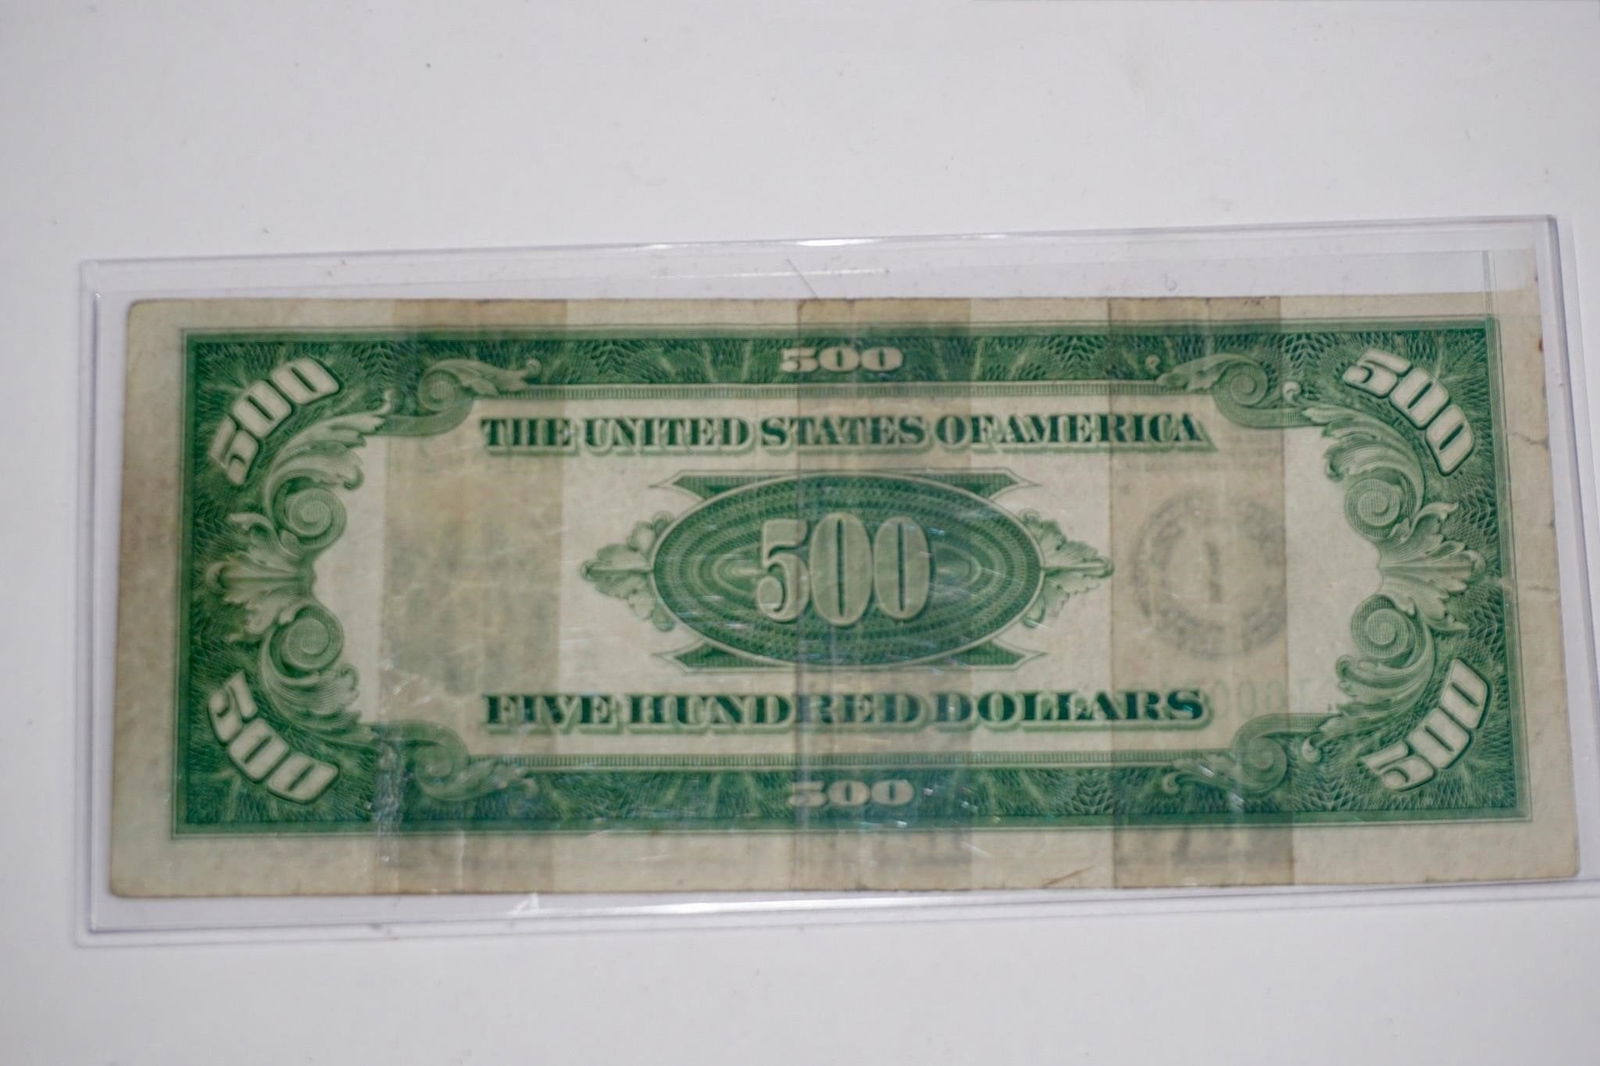 500
500 500
THE UNITED STATES OF AMERICA
500
FIVE HUNDRED DOLLARS
500 500
500